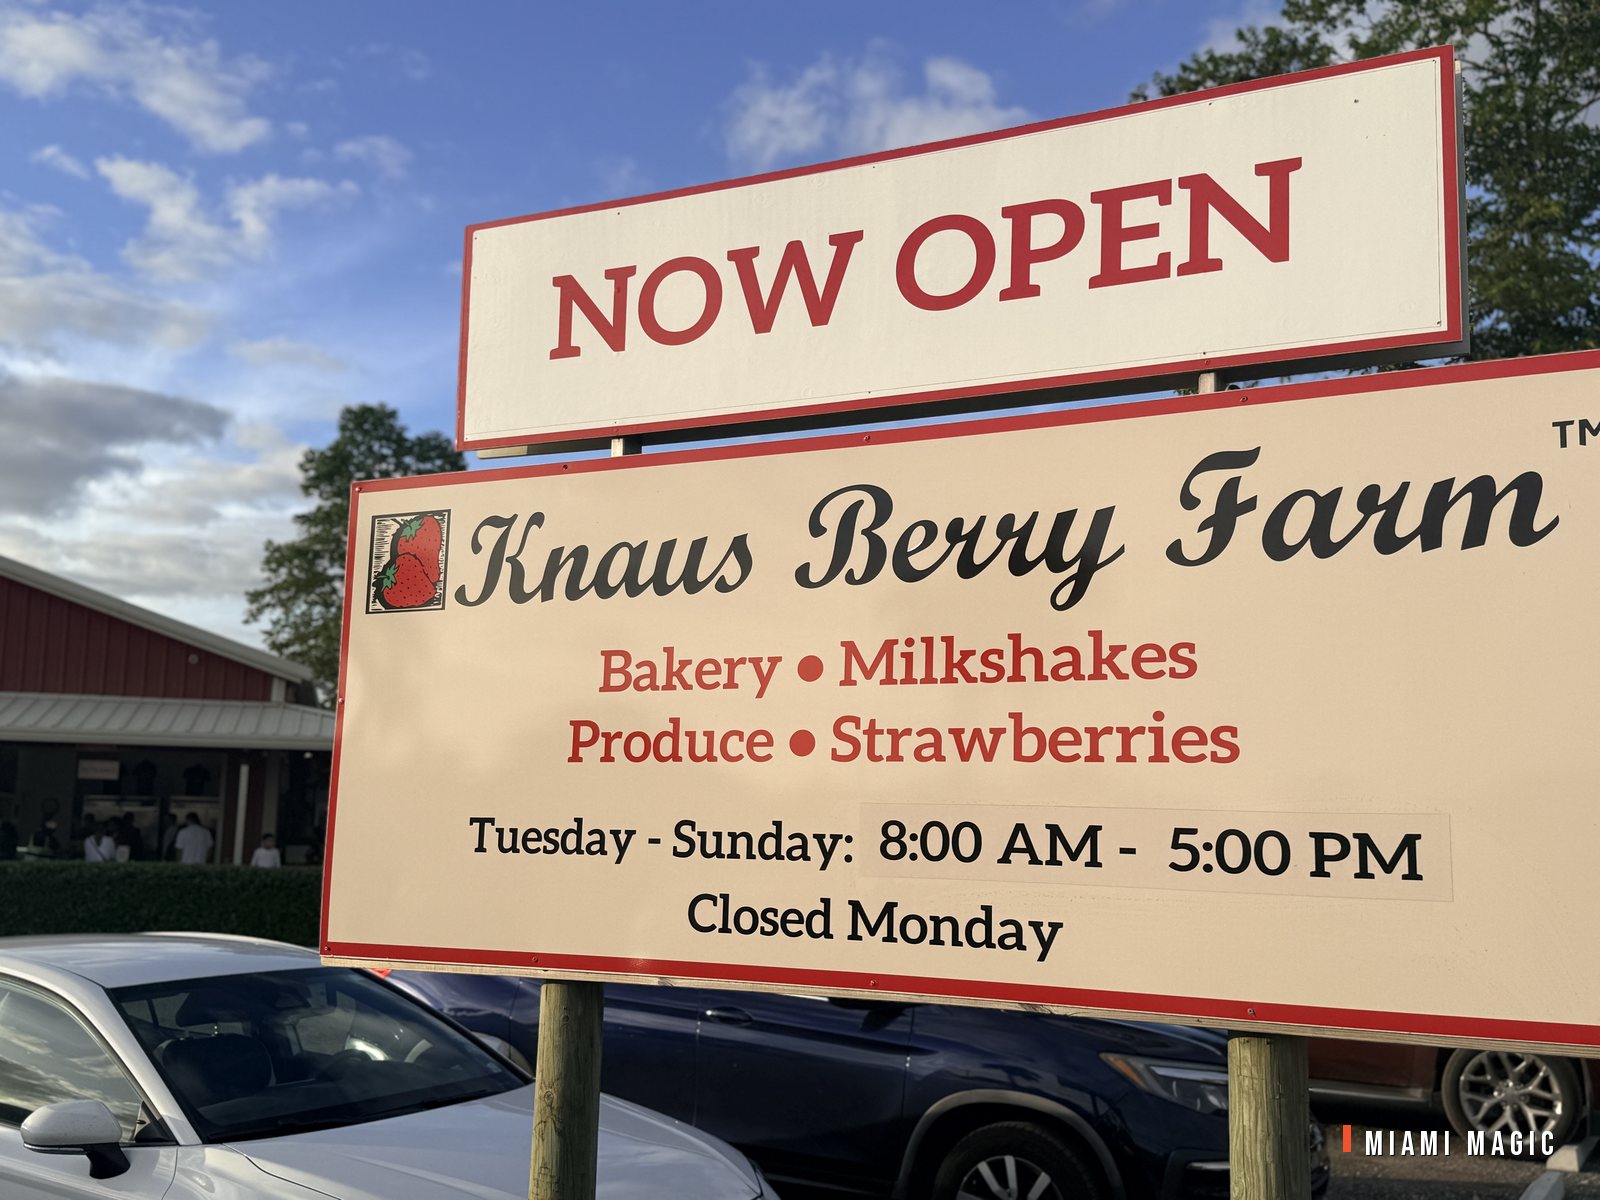 NOW OPEN
Knaus Berry Farm TM
Bakery • Milkshakes
Produce • Strawberries
Tuesday - Sunday: 8:00 AM - 5:00 PM
Closed Monday
MIAMI MAGIC